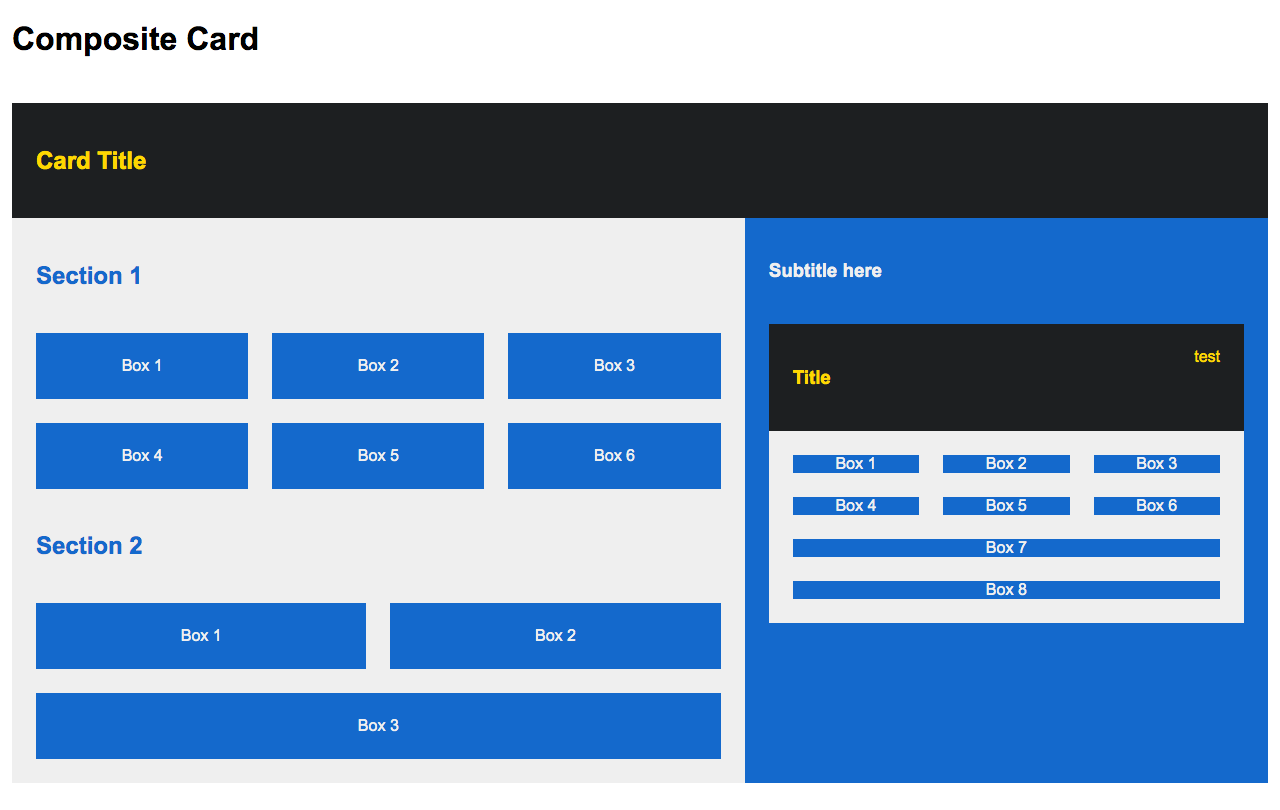 Composite Card
Card Title
Section 1
Box 1
Box 2
Box 3
Box 4
Box 5
Box 6
Section 2
Box 1
Box 2
Box 3
Subtitle here
test
Title
Box 1
Box 2
Box 3
Box 4
Box 5
Box 6
Box 7
Box 8